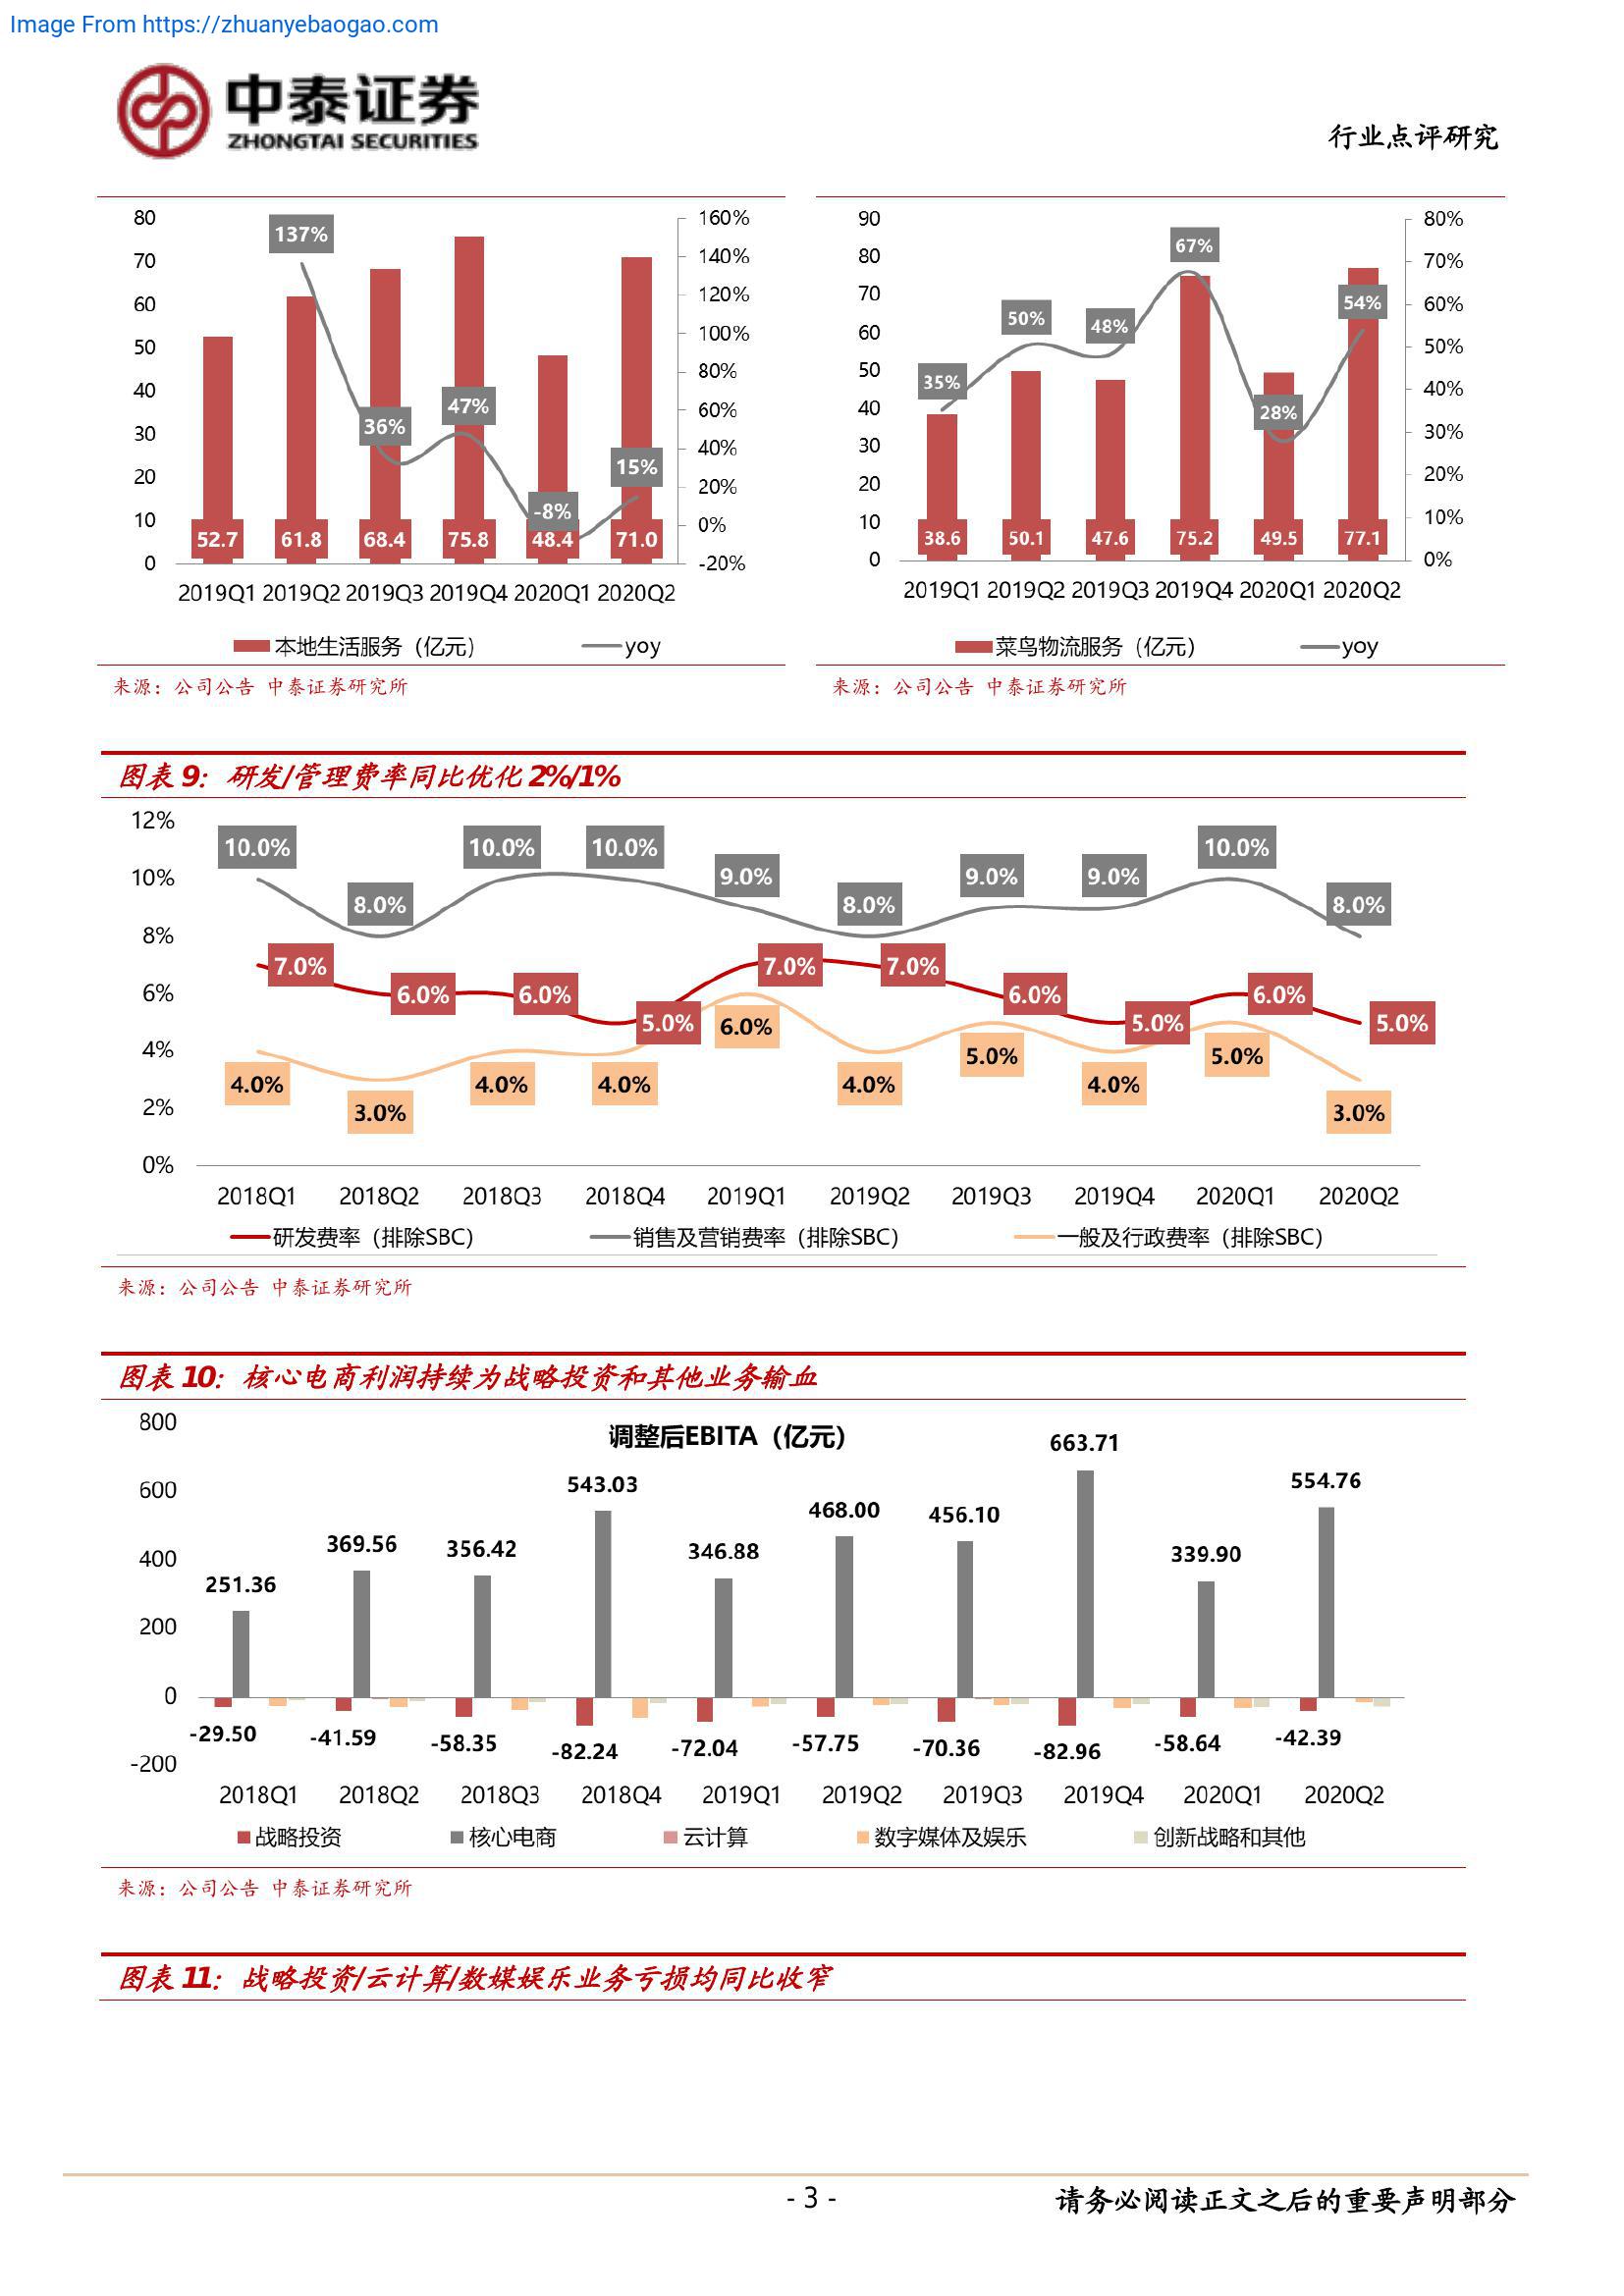 Image From https://zhuanyebaogao.com
中泰证券
ZHONGTAI SECURITIES
行业点评研究
80
70
60
50
40
30
20
10
0
160%
140%
120%
100%
80%
60%
40%
20%
0%
-20%
137%
36%
47%
-8%
15%
52.7 61.8 68.4 75.8 48.4 71.0
2019Q1 2019Q2 2019Q3 2019Q4 2020Q1 2020Q2
本地生活服务（亿元） yoy
来源：公司公告 中泰证券研究所
90
80
70
60
50
40
30
20
10
0
80%
70%
60%
50%
40%
30%
20%
10%
0%
35%
50%
48%
67%
28%
54%
38.6 50.1 47.6 75.2 49.5 77.1
2019Q1 2019Q2 2019Q3 2019Q4 2020Q1 2020Q2
菜鸟物流服务（亿元） yoy
来源：公司公告 中泰证券研究所
图表 9：研发/管理费率同比优化 2%/1%
12%
10%
8%
6%
4%
2%
0%
10.0% 8.0% 10.0% 10.0% 9.0% 8.0% 9.0% 9.0% 10.0% 8.0%
7.0% 6.0% 6.0% 5.0% 7.0% 7.0% 6.0% 5.0% 6.0% 5.0%
4.0% 3.0% 4.0% 4.0% 6.0% 4.0% 5.0% 4.0% 5.0% 3.0%
2018Q1 2018Q2 2018Q3 2018Q4 2019Q1 2019Q2 2019Q3 2019Q4 2020Q1 2020Q2
研发费率（排除SBC） 销售及营销费率（排除SBC） 一般及行政费率（排除SBC）
来源：公司公告 中泰证券研究所
图表 10：核心电商利润持续为战略投资和其他业务输血
调整后EBITA（亿元）
800
600
400
200
0
-200
251.36 369.56 356.42 543.03 346.88 468.00 456.10 663.71 339.90 554.76
-29.50 -41.59 -58.35 -82.24 -72.04 -57.75 -70.36 -82.96 -58.64 -42.39
2018Q1 2018Q2 2018Q3 2018Q4 2019Q1 2019Q2 2019Q3 2019Q4 2020Q1 2020Q2
战略投资 核心电商 云计算 数字媒体及娱乐 创新战略和其他
来源：公司公告 中泰证券研究所
图表 11：战略投资/云计算/数媒娱乐业务亏损均同比收窄
- 3 -
请务必阅读正文之后的重要声明部分